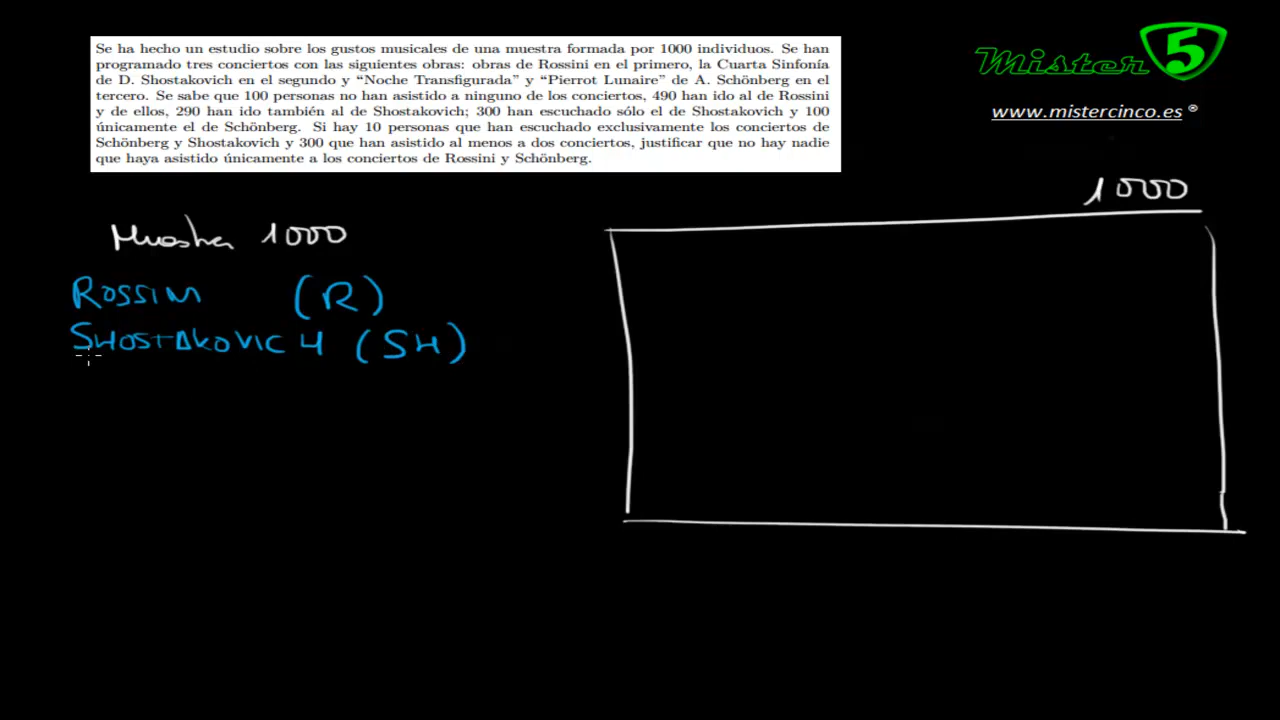 Se ha hecho un estudio sobre los gustos musicales de una muestra formada por 1000 individuos. Se han
programado tres conciertos con las siguientes obras: obras de Rossini en el primero, la Cuarta Sinfonía
de D. Shostakovich en el segundo y “Noche Transfigurada” y “Pierrot Lunaire” de A. Schönberg en el
tercero. Se sabe que 100 personas no han asistido a ninguno de los conciertos, 490 han ido al de Rossini
y de ellos, 290 han ido también al de Shostakovich; 300 han escuchado sólo el de Shostakovich y 100
únicamente el de Schönberg. Si hay 10 personas que han escuchado exclusivamente los conciertos de
Schönberg y Shostakovich y 300 que han asistido al menos a dos conciertos, justificar que no hay nadie
que haya asistido únicamente a los conciertos de Rossini y Schönberg.
Mister 5
www.mistercinco.es ®
1000
Muestra 1000
ROSSINI (R)
SHOSTAKOVICH (SH)